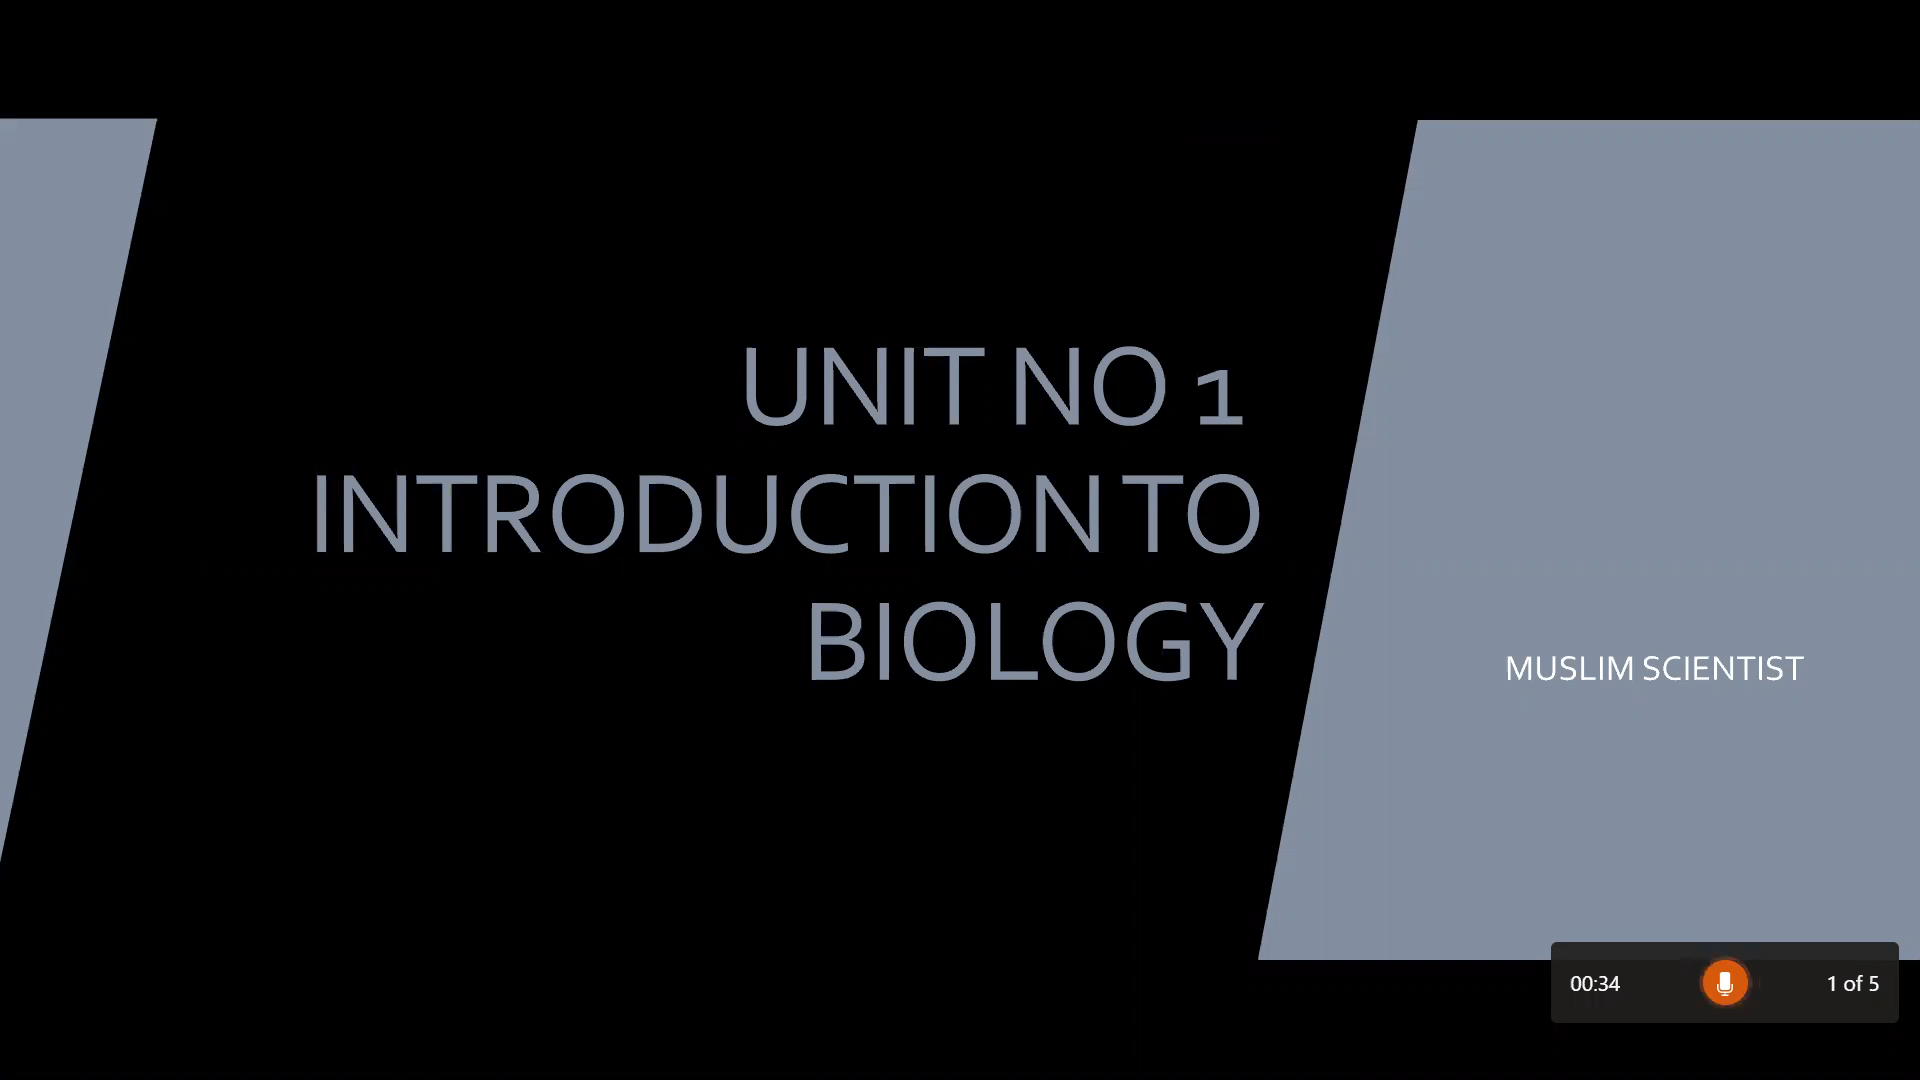 UNIT NO 1
INTRODUCTION TO
BIOLOGY
MUSLIM SCIENTIST
00:34
1 of 5